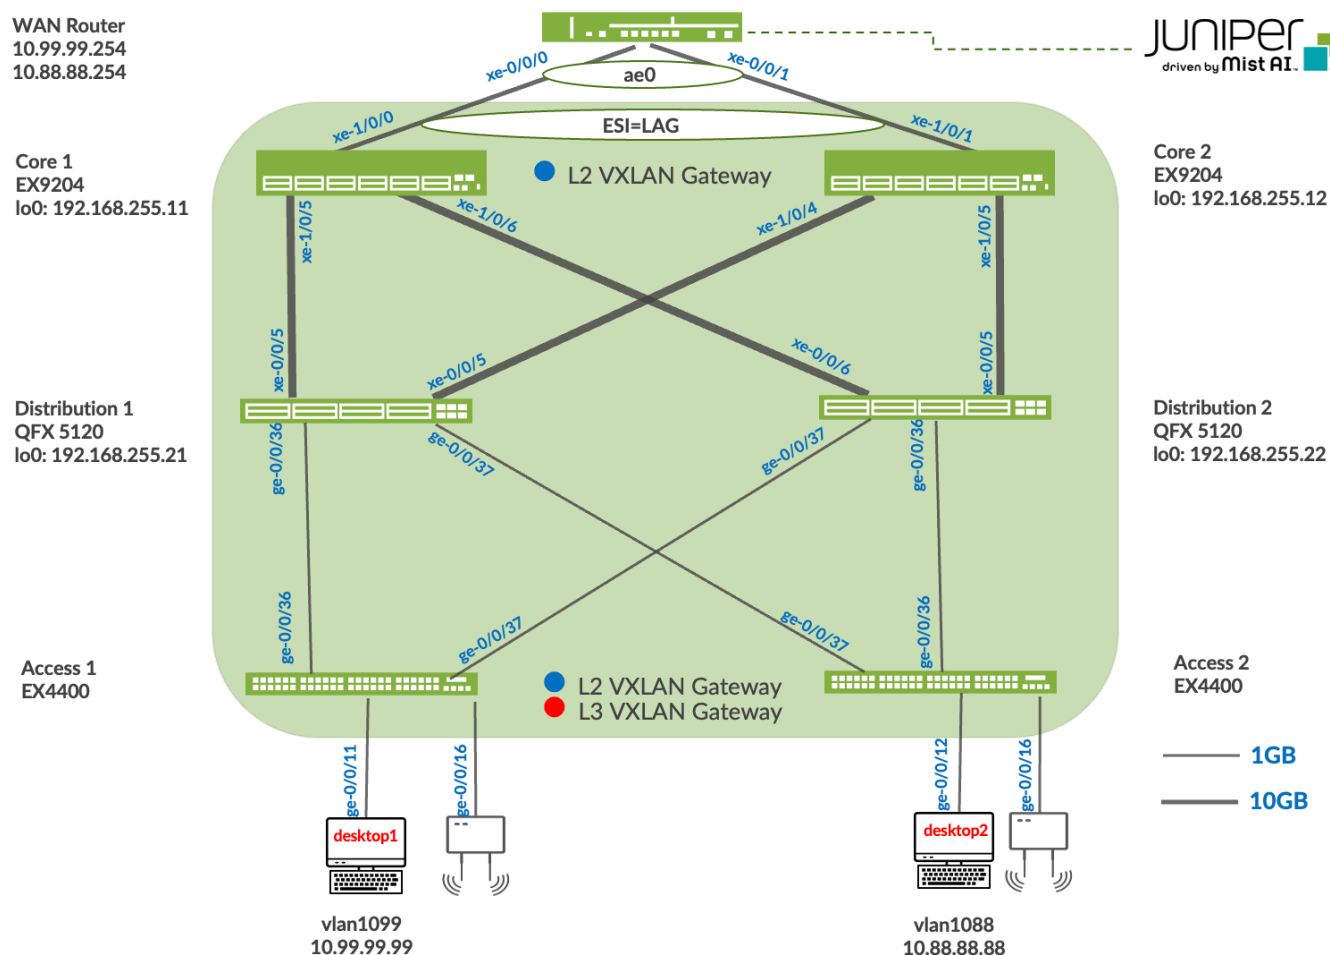 WAN Router
10.99.99.254
10.88.88.254
JUNIPEr
driven by Mist AI™
xe-0/0/0
ae0
xe-0/0/1
xe-1/0/0
ESI=LAG
xe-1/0/1
Core 1
EX9204
lo0: 192.168.255.11
L2 VXLAN Gateway
Core 2
EX9204
lo0: 192.168.255.12
xe-1/0/5
xe-1/0/6
xe-1/0/4
xe-1/0/5
xe-0/0/5
xe-0/0/5
xe-0/0/6
xe-0/0/5
Distribution 1
QFX 5120
lo0: 192.168.255.21
Distribution 2
QFX 5120
lo0: 192.168.255.22
ge-0/0/36
ge-0/0/37
ge-0/0/37
ge-0/0/36
ge-0/0/36
ge-0/0/37
ge-0/0/37
ge-0/0/36
Access 1
EX4400
L2 VXLAN Gateway
L3 VXLAN Gateway
Access 2
EX4400
ge-0/0/11
ge-0/0/16
ge-0/0/12
ge-0/0/16
1GB
10GB
desktop1
desktop2
vlan1099
10.99.99.99
vlan1088
10.88.88.88